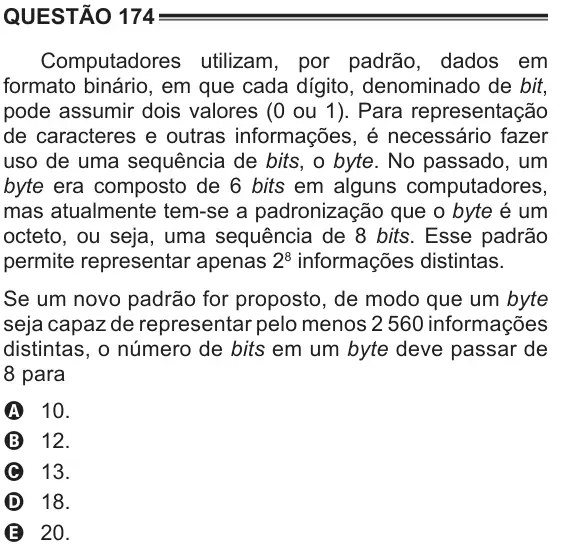 QUESTÃO 174
Computadores utilizam, por padrão, dados em
formato binário, em que cada dígito, denominado de bit,
pode assumir dois valores (0 ou 1). Para representação
de caracteres e outras informações, é necessário fazer
uso de uma sequência de bits, o byte. No passado, um
byte era composto de 6 bits em alguns computadores,
mas atualmente tem-se a padronização que o byte é um
octeto, ou seja, uma sequência de 8 bits. Esse padrão
permite representar apenas 2⁸ informações distintas.
Se um novo padrão for proposto, de modo que um byte
seja capaz de representar pelo menos 2 560 informações
distintas, o número de bits em um byte deve passar de
8 para
A 10.
B 12.
C 13.
D 18.
E 20.